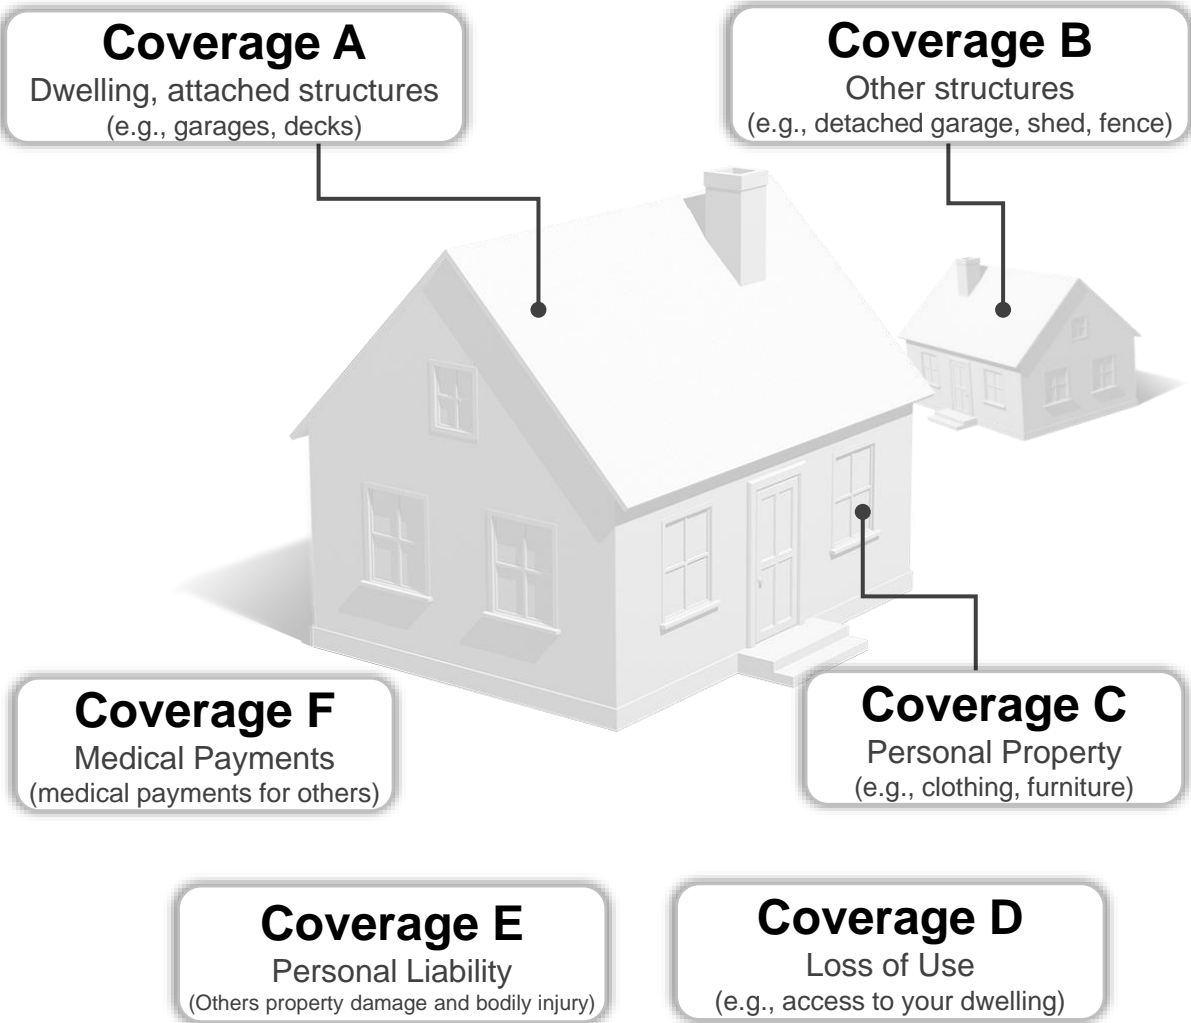 Coverage A
Dwelling, attached structures
(e.g., garages, decks)
Coverage B
Other structures
(e.g., detached garage, shed, fence)
Coverage F
Medical Payments
(medical payments for others)
Coverage C
Personal Property
(e.g., clothing, furniture)
Coverage E
Personal Liability
(Others property damage and bodily injury)
Coverage D
Loss of Use
(e.g., access to your dwelling)